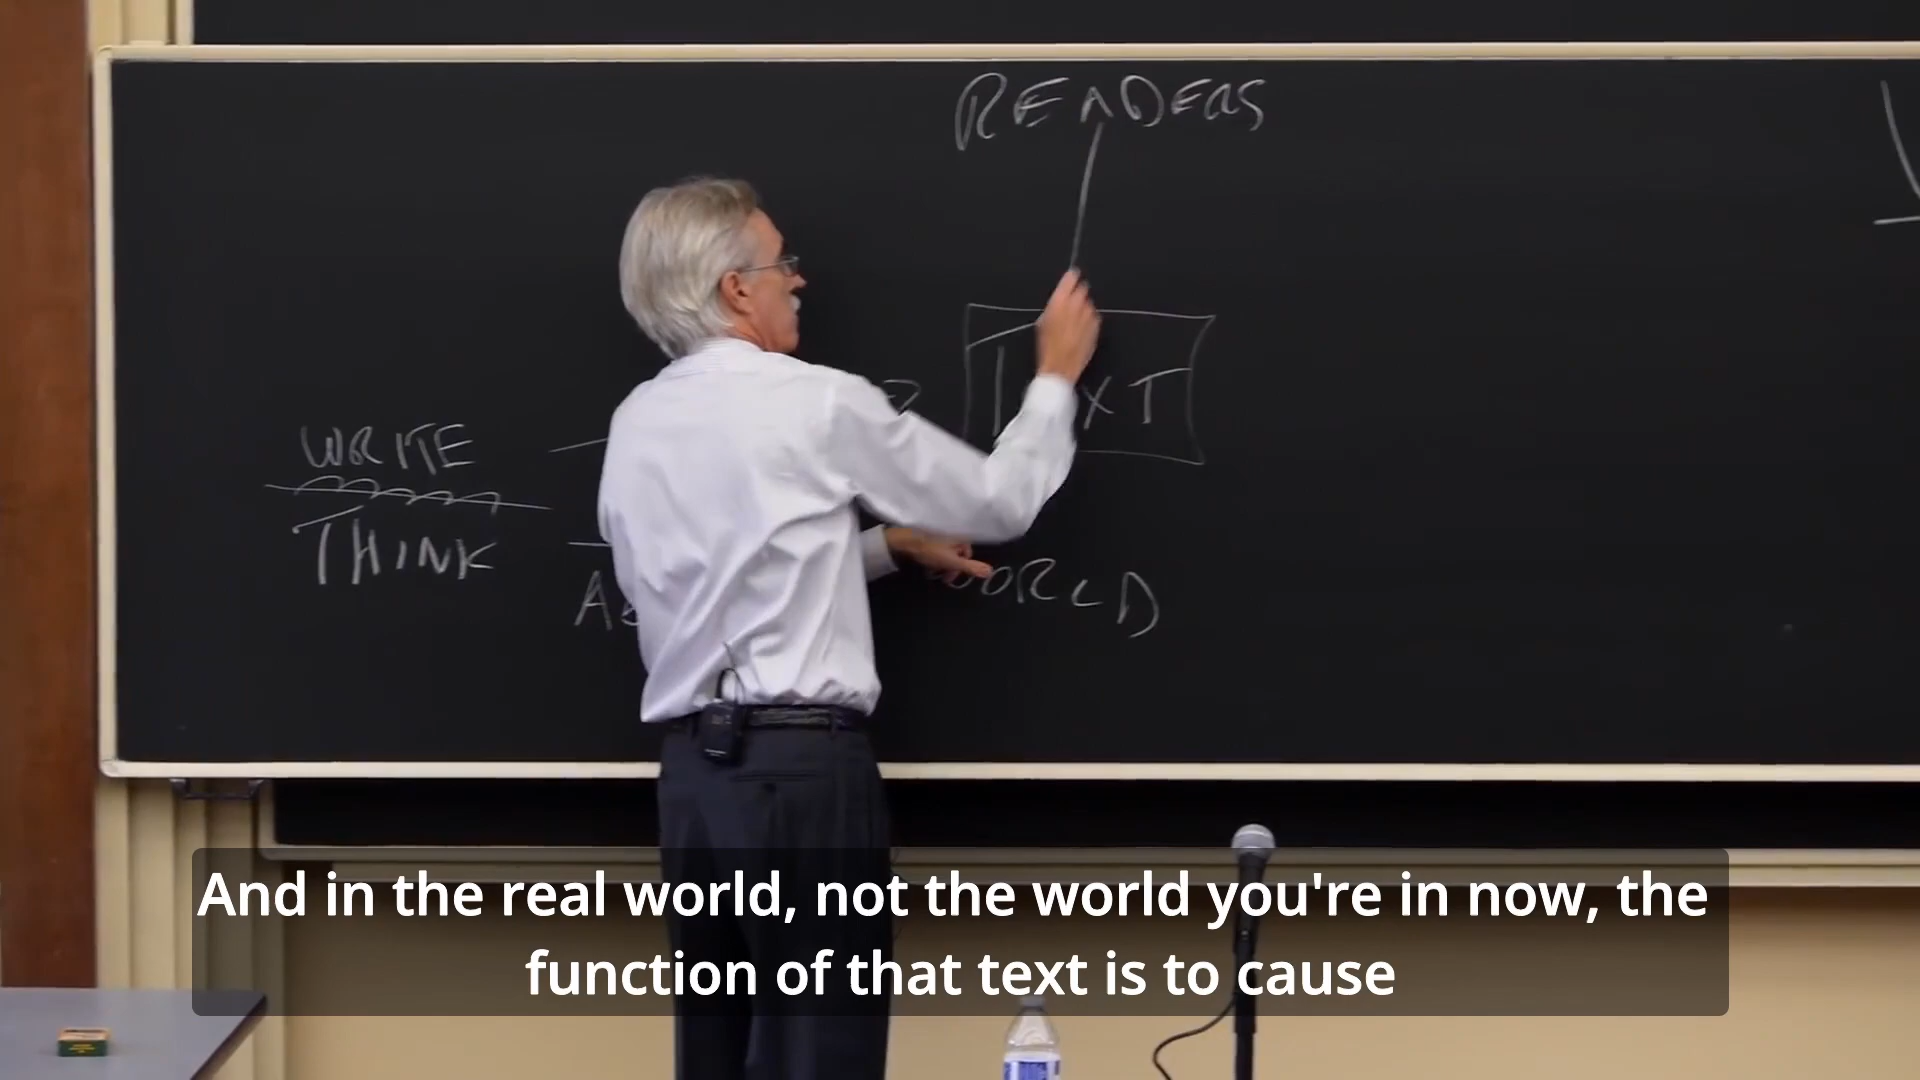 READERS
TEXT
WRITE
THINK
WORLD
And in the real world, not the world you're in now, the
function of that text is to cause